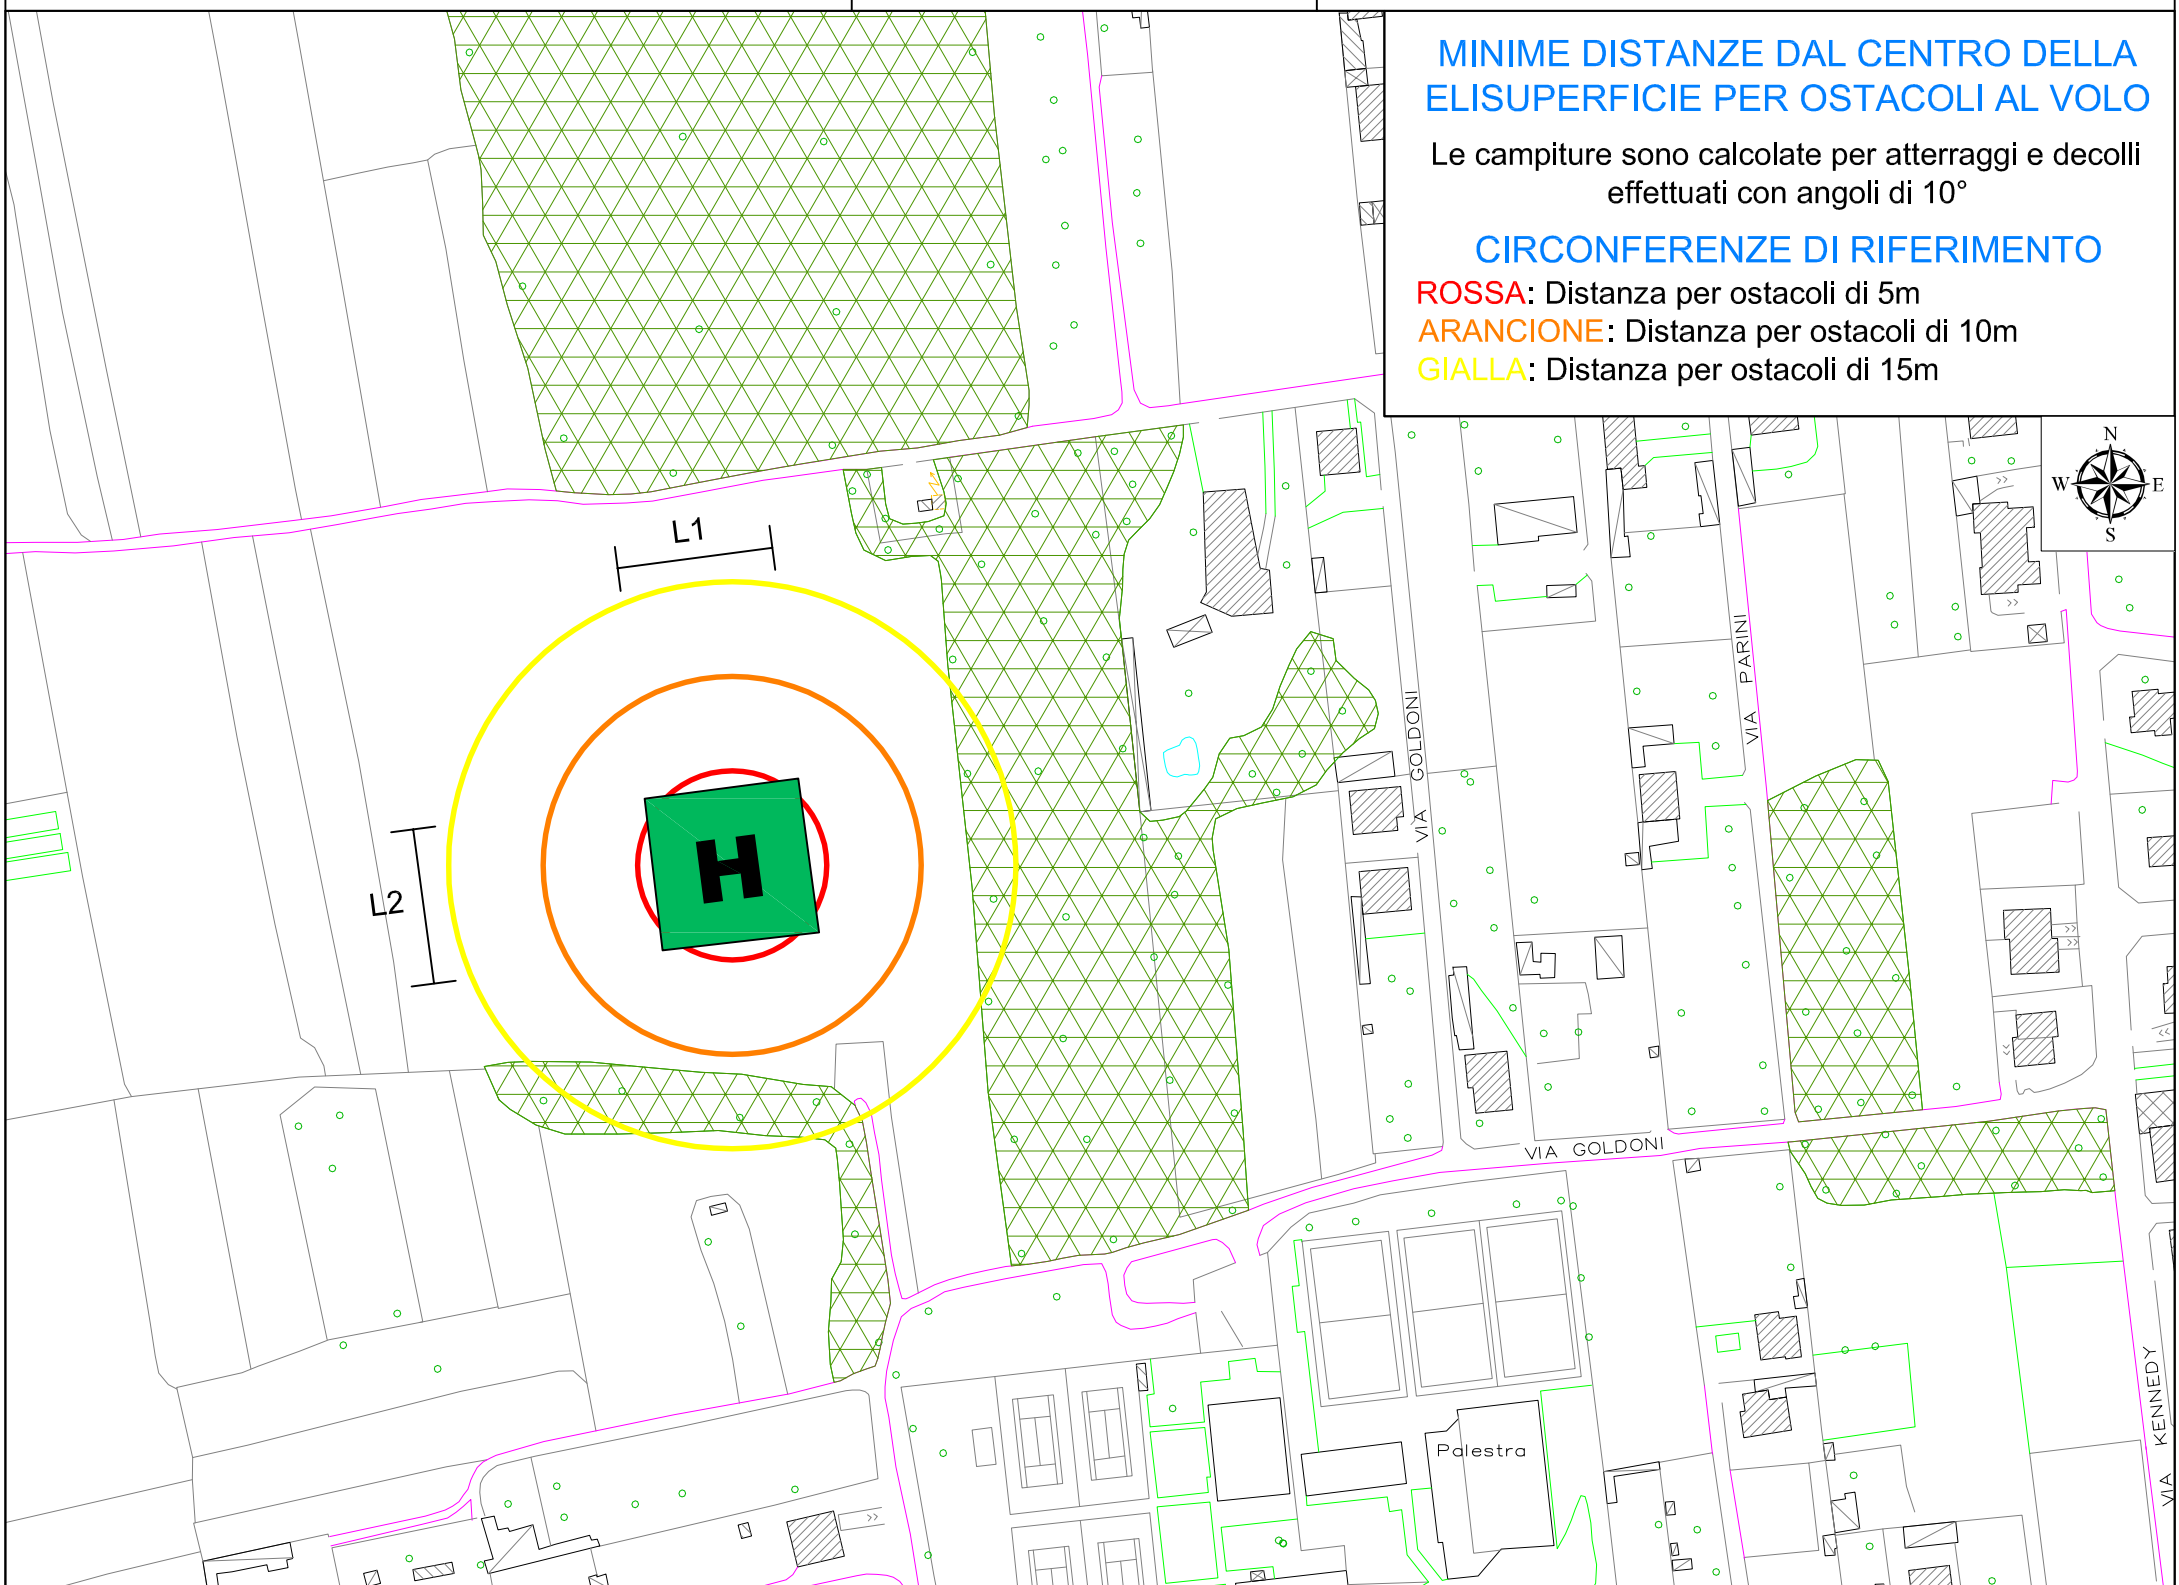 MINIME DISTANZE DAL CENTRO DELLA
ELISUPERFICIE PER OSTACOLI AL VOLO
Le campiture sono calcolate per atterraggi e decolli
effettuati con angoli di 10°
CIRCONFERENZE DI RIFERIMENTO
ROSSA: Distanza per ostacoli di 5m
ARANCIONE: Distanza per ostacoli di 10m
GIALLA: Distanza per ostacoli di 15m
N
W E
S
L1
L2
H
VIA GOLDONI
VIA PARINI
VIA GOLDONI
Palestra
VIA KENNEDY